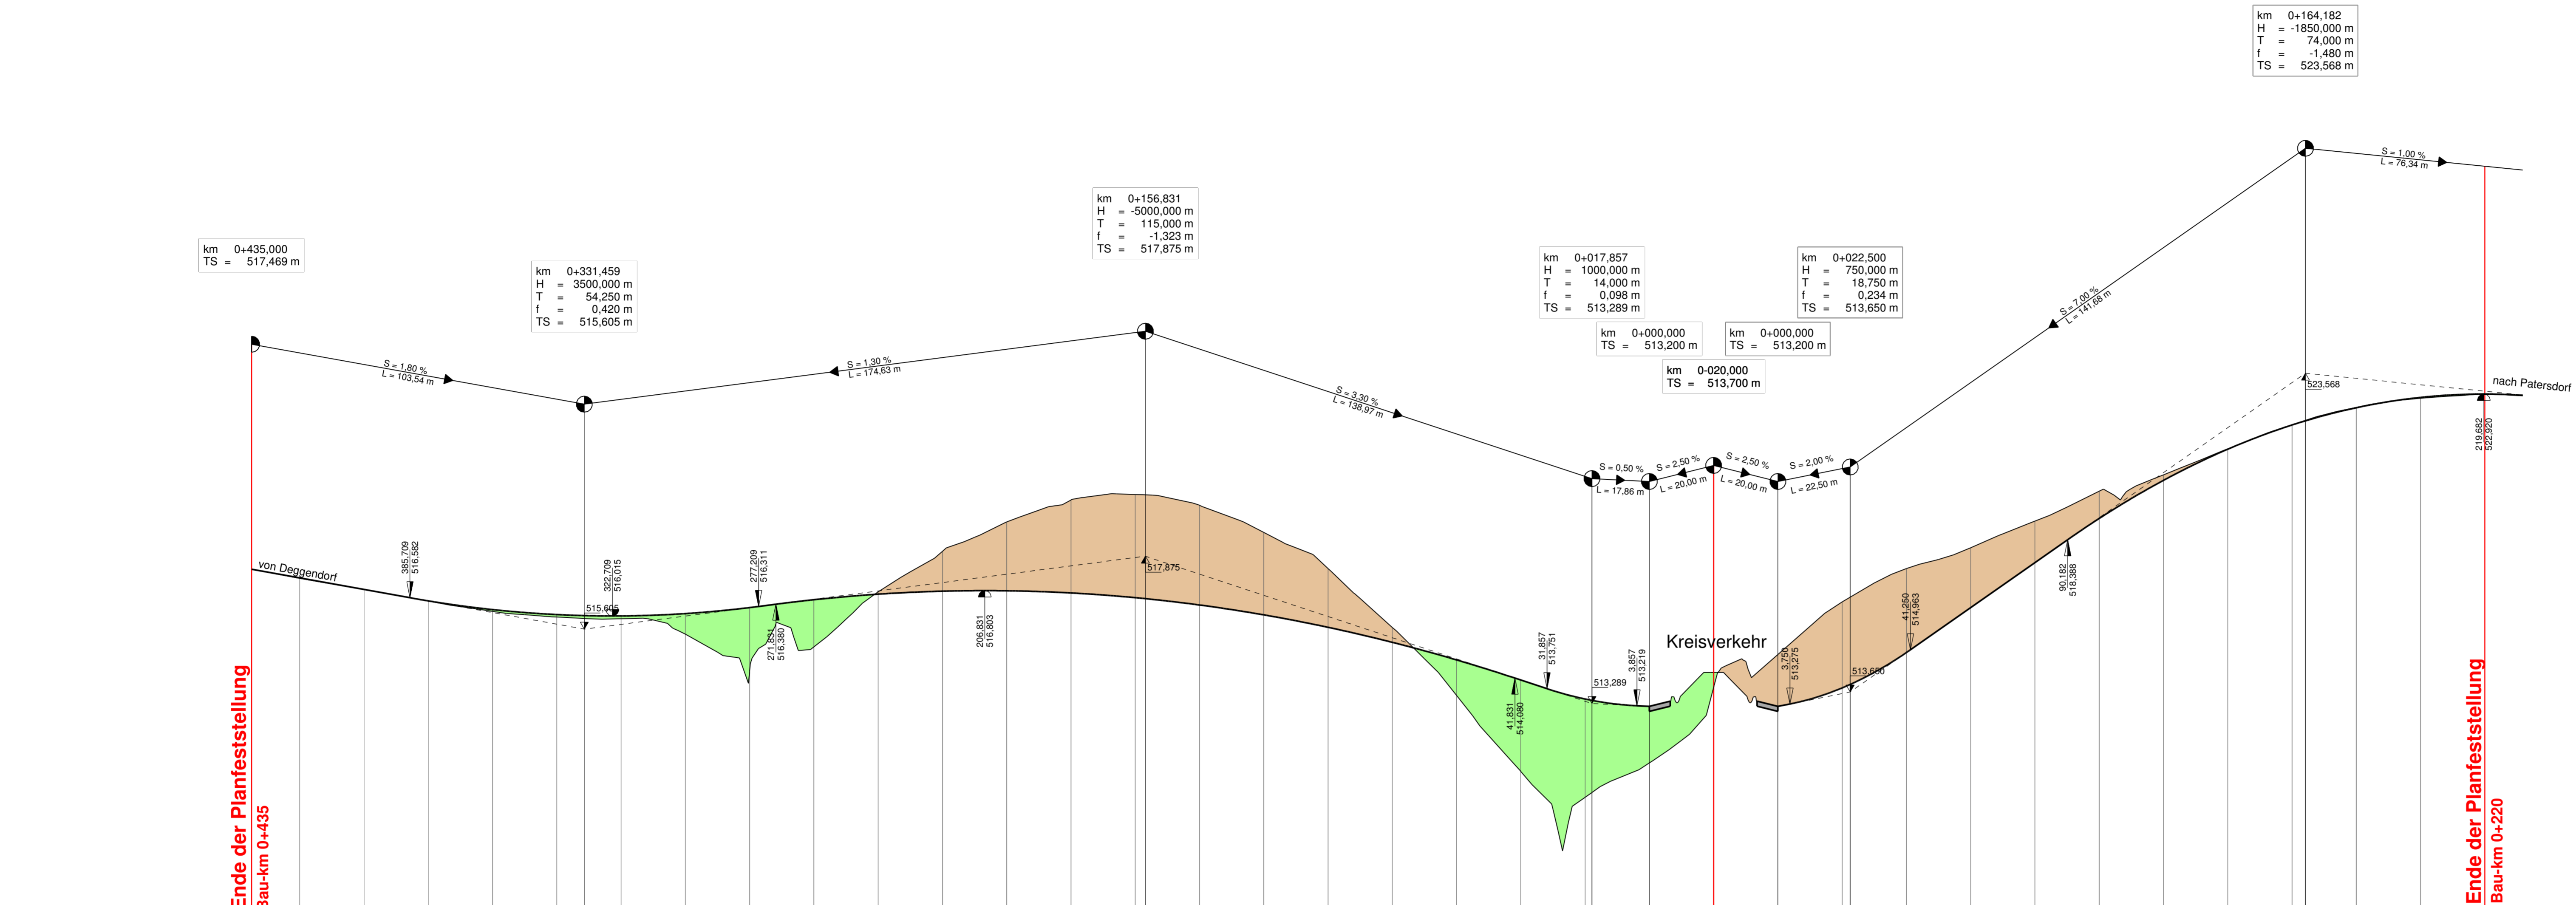 km 0+164,182
H = -1850,000 m
T = 74,000 m
f = -1,480 m
TS = 523,568 m
S = 1,00 %
L = 76,34 m
km 0+156,831
H = -5000,000 m
T = 115,000 m
f = -1,323 m
TS = 517,875 m
km 0+435,000
TS = 517,469 m
km 0+331,459
H = 3500,000 m
T = 54,250 m
f = 0,420 m
TS = 515,605 m
km 0+017,857
H = 1000,000 m
T = 14,000 m
f = 0,098 m
TS = 513,289 m
km 0+022,500
H = 750,000 m
T = 18,750 m
f = 0,234 m
TS = 513,650 m
km 0+000,000
TS = 513,200 m
km 0+000,000
TS = 513,200 m
km 0-020,000
TS = 513,700 m
S = 1,80 %
L = 103,54 m
S = 1,30 %
L = 174,63 m
S = 3,30 %
L = 138,97 m
S = 0,50 %
L = 17,86 m
S = 2,50 %
L = 20,00 m
S = 2,50 %
L = 20,00 m
S = 2,00 %
L = 22,50 m
S = 7,00 %
L = 141,68 m
nach Patersdorf
523,568
219,682
522,920
von Deggendorf
385,709
516,582
515,605
322,709
516,015
277,209
516,311
271,831
516,380
517,875
206,831
516,803
41,831
514,080
31,857
513,751
513,289
3,857
513,219
Kreisverkehr
3,750
513,275
513,650
41,250
514,963
90,182
518,388
Ende der Planfeststellung
Bau-km 0+435
Ende der Planfeststellung
Bau-km 0+220